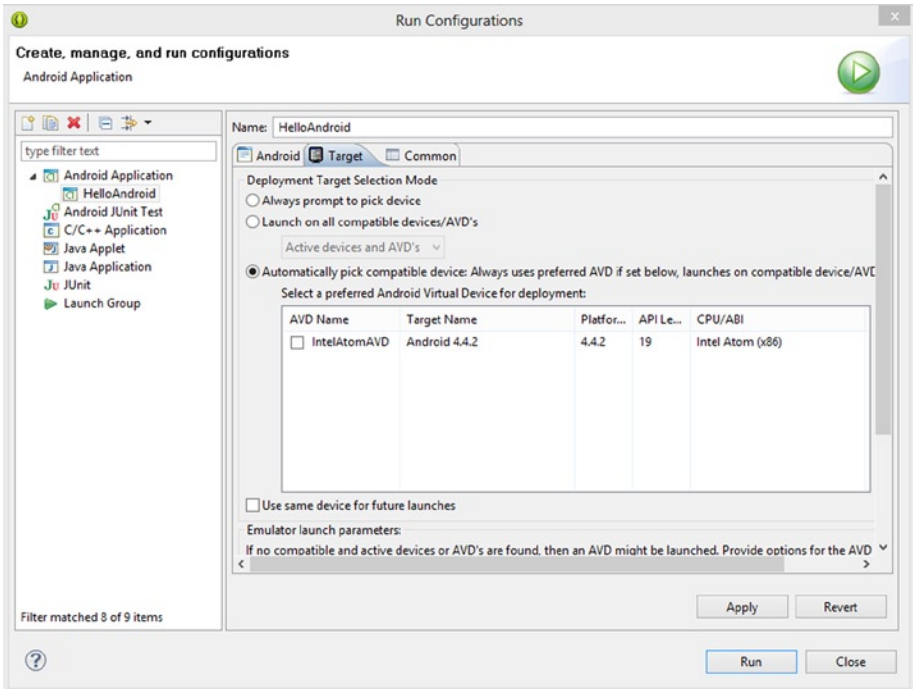 Run Configurations
x
Create, manage, and run configurations
Android Application
type filter text
Android Application
HelloAndroid
Android JUnit Test
C/C++ Application
Java Applet
Java Application
JUnit
Launch Group
Filter matched 8 of 9 items
Name: HelloAndroid
Android Target Common
Deployment Target Selection Mode
Always prompt to pick device
Launch on all compatible devices/AVD's
Active devices and AVD's
Automatically pick compatible device: Always uses preferred AVD if set below, launches on compatible device/AVD
Select a preferred Android Virtual Device for deployment:
AVD Name Target Name Platfor... API Le... CPU/ABI
IntelAtomAVD Android 4.4.2 4.4.2 19 Intel Atom (x86)
Use same device for future launches
Emulator launch parameters:
If no compatible and active devices or AVD's are found, then an AVD might be launched. Provide options for the AVD
Apply Revert
? Run Close